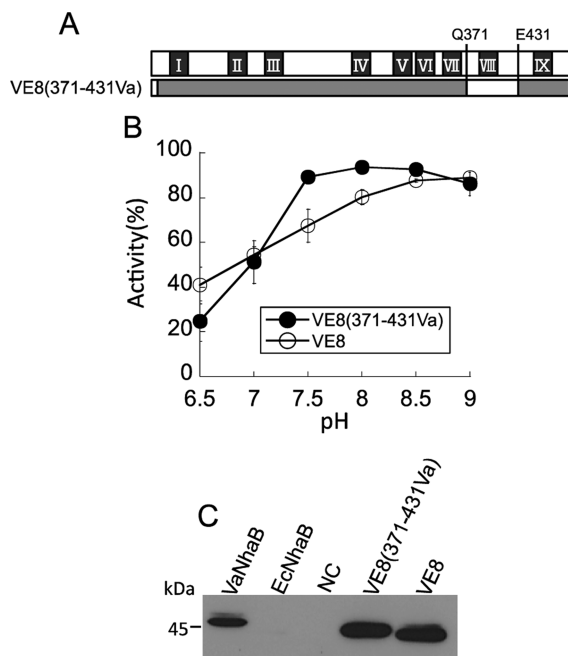 A
Q371 E431
I II III IV V VI VII VIII IX
VE8(371-431Va)
B
100
80
60
40
20
0
Activity(%)
VE8(371-431Va)
VE8
6.5 7 7.5 8 8.5 9
pH
C
VaNhaB EcNhaB NC VE8(371-431Va) VE8
kDa
45